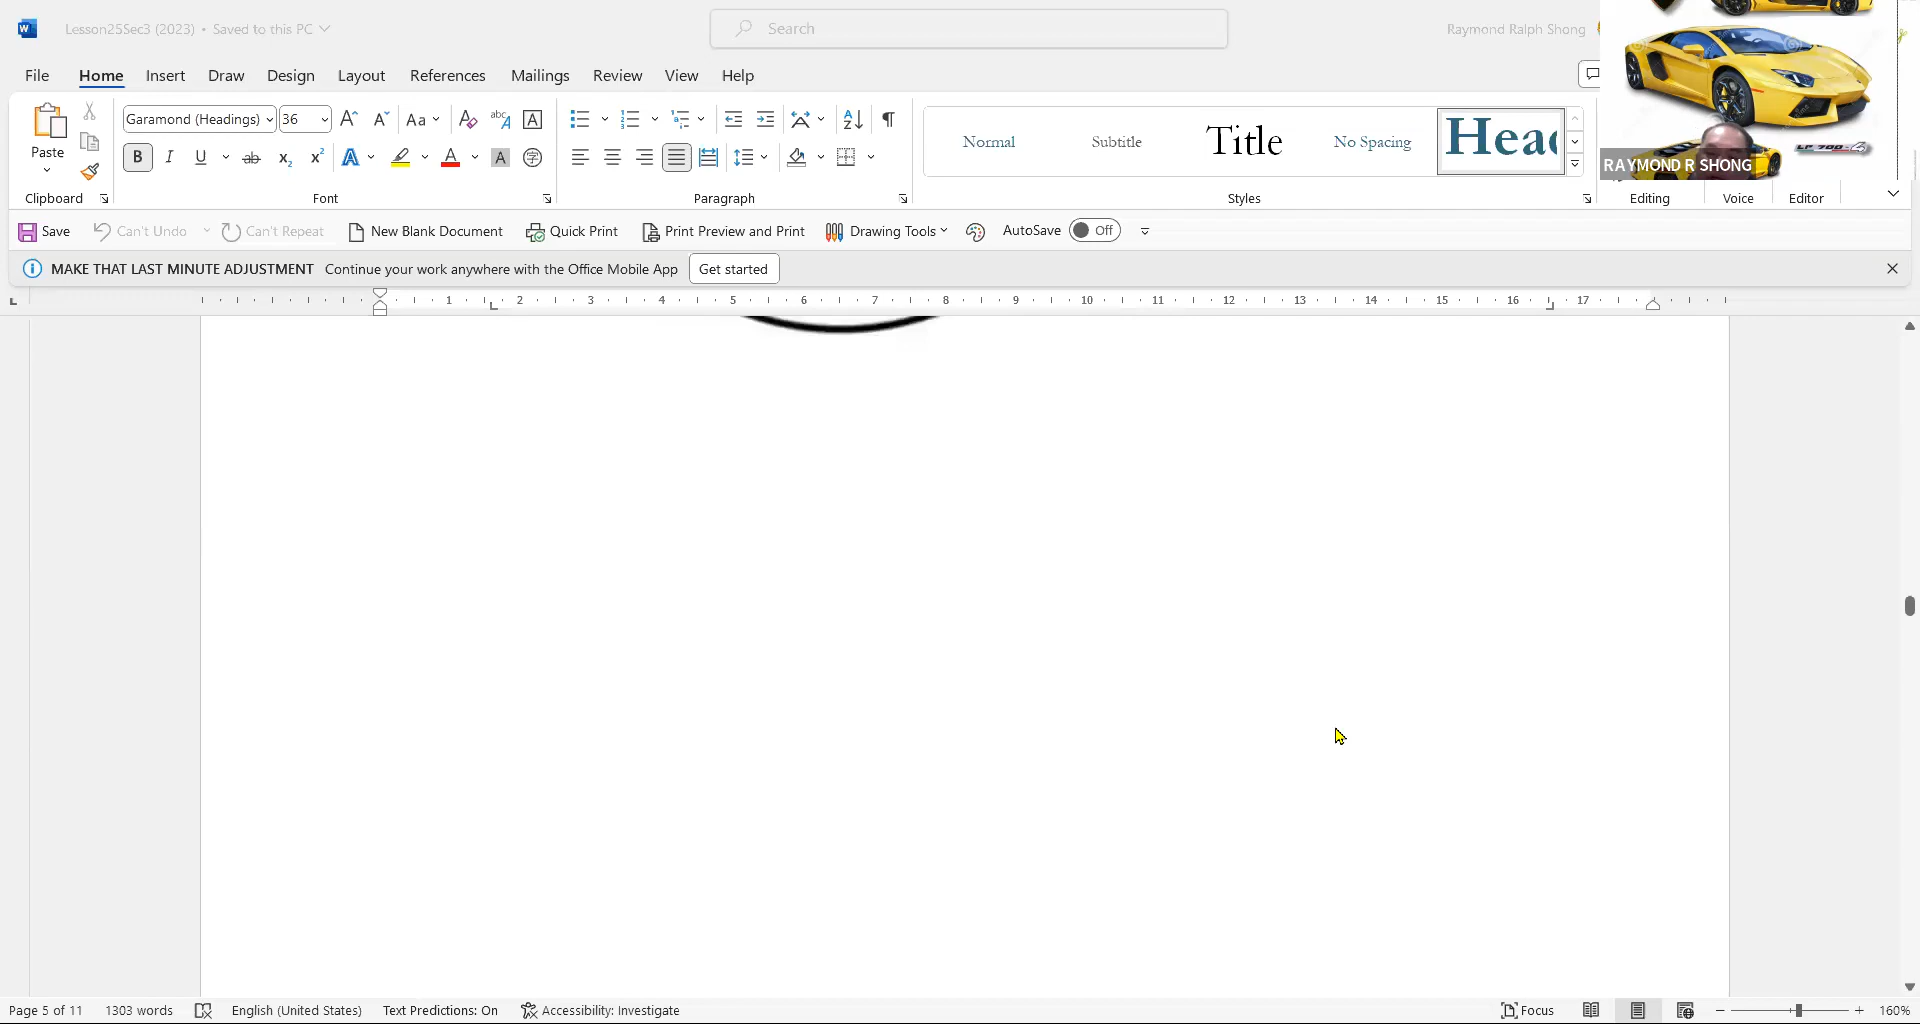 Lesson25Sec3 (2023) • Saved to this PC
Search
Raymond Ralph Shong
File Home Insert Draw Design Layout References Mailings Review View Help
Paste
Garamond (Headings) 36
Aa
Normal
Subtitle
Title
No Spacing
Head
LP 700-4
RAYMOND R SHONG
Clipboard Font Paragraph Styles Editing Voice Editor
Save Can't Undo Can't Repeat New Blank Document Quick Print Print Preview and Print Drawing Tools AutoSave Off
MAKE THAT LAST MINUTE ADJUSTMENT Continue your work anywhere with the Office Mobile App Get started
1 2 3 4 5 6 7 8 9 10 11 12 13 14 15 16 17
Page 5 of 11 1303 words English (United States) Text Predictions: On Accessibility: Investigate Focus 160%